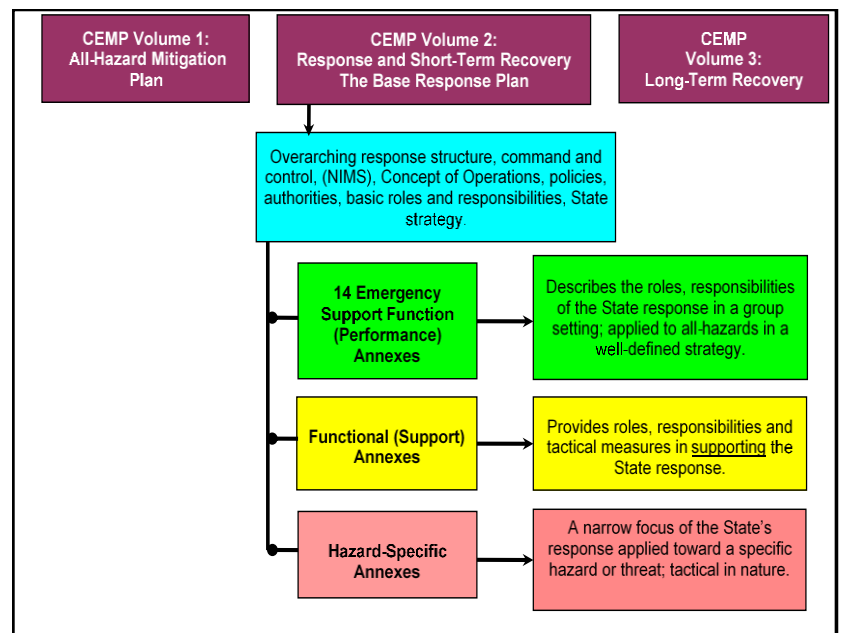 CEMP Volume 1:
All-Hazard Mitigation
Plan
CEMP Volume 2:
Response and Short-Term Recovery
The Base Response Plan
CEMP
Volume 3:
Long-Term Recovery
Overarching response structure, command and
control, (NIMS), Concept of Operations, policies,
authorities, basic roles and responsibilities, State
strategy.
14 Emergency
Support Function
(Performance)
Annexes
Describes the roles, responsibilities
of the State response in a group
setting; applied to all-hazards in a
well-defined strategy.
Functional (Support)
Annexes
Provides roles, responsibilities and
tactical measures in supporting the
State response.
Hazard-Specific
Annexes
A narrow focus of the State's
response applied toward a specific
hazard or threat; tactical in nature.